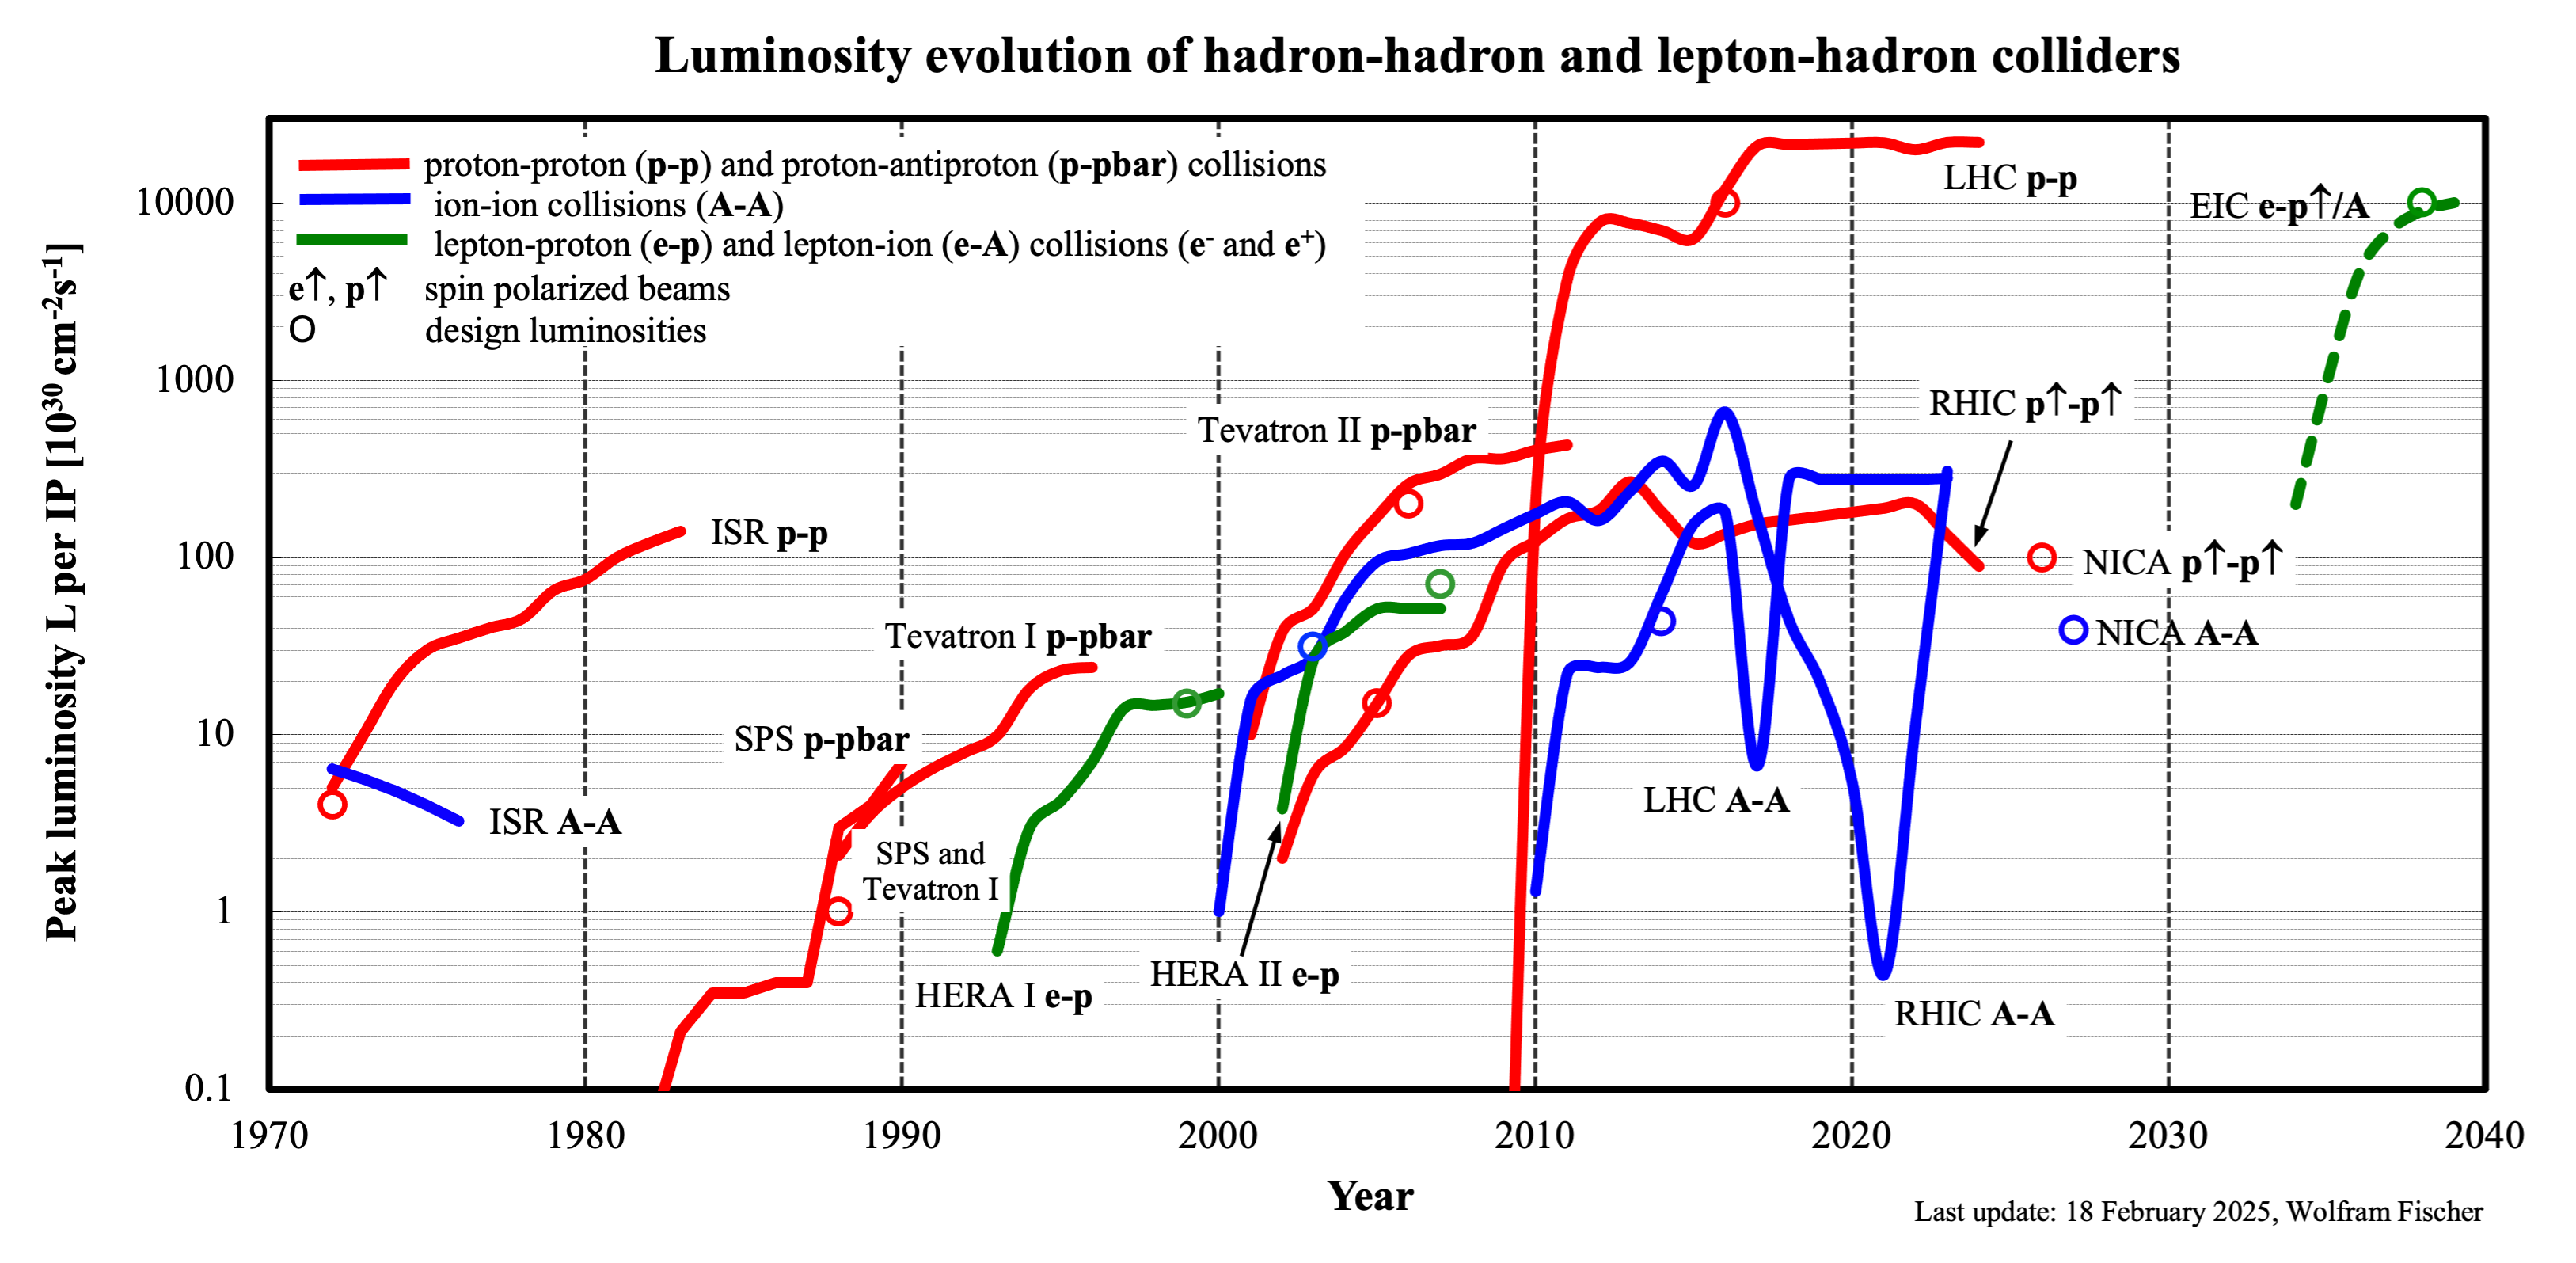 Luminosity evolution of hadron-hadron and lepton-hadron colliders
Peak luminosity L per IP [10³⁰ cm⁻²s⁻¹]
10000
1000
100
10
1
0.1
proton-proton (p-p) and proton-antiproton (p-pbar) collisions
ion-ion collisions (A-A)
lepton-proton (e-p) and lepton-ion (e-A) collisions (e⁻ and e⁺)
e↑, p↑ spin polarized beams
design luminosities
LHC p-p
EIC e-p↑/A
RHIC p↑-p↑
Tevatron II p-pbar
ISR p-p
NICA p↑-p↑
Tevatron I p-pbar
NICA A-A
SPS p-pbar
LHC A-A
ISR A-A
SPS and
Tevatron I
HERA II e-p
HERA I e-p
RHIC A-A
1970 1980 1990 2000 2010 2020 2030 2040
Year
Last update: 18 February 2025, Wolfram Fischer